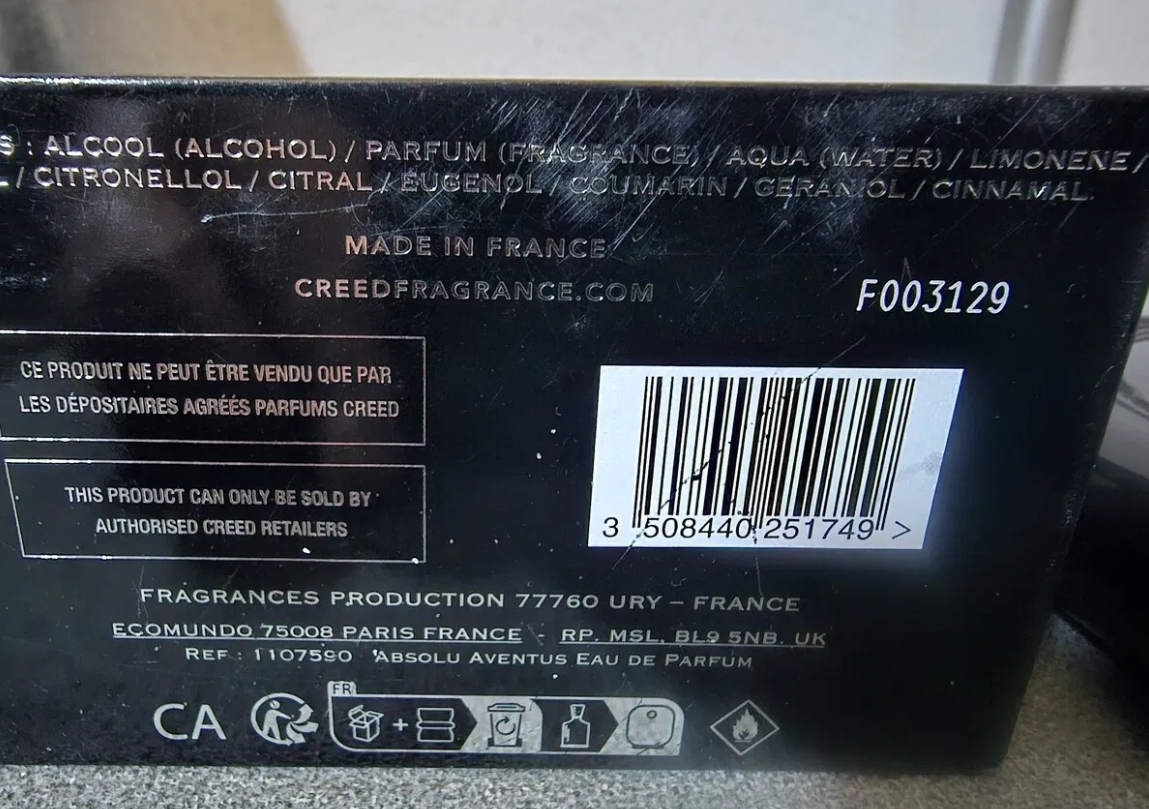 S : ALCOOL (ALCOHOL) / PARFUM (FRAGRANCE) / AQUA (WATER) / LIMONENE /
/ CITRONELLOL / CITRAL / EUGENOL / COUMARIN / GERANIOL / CINNAMAL.
MADE IN FRANCE
CREEDFRAGRANCE.COM
F003129
CE PRODUIT NE PEUT ÊTRE VENDU QUE PAR
LES DÉPOSITAIRES AGRÉÉS PARFUMS CREED
THIS PRODUCT CAN ONLY BE SOLD BY
AUTHORISED CREED RETAILERS
3 508440 251749 >
FRAGRANCES PRODUCTION 77760 URY – FRANCE
ECOMUNDO 75008 PARIS FRANCE - RP. MSL. BL9 5NB. UK
REF : 1107590 ABSOLU AVENTUS EAU DE PARFUM
FR
CA
+